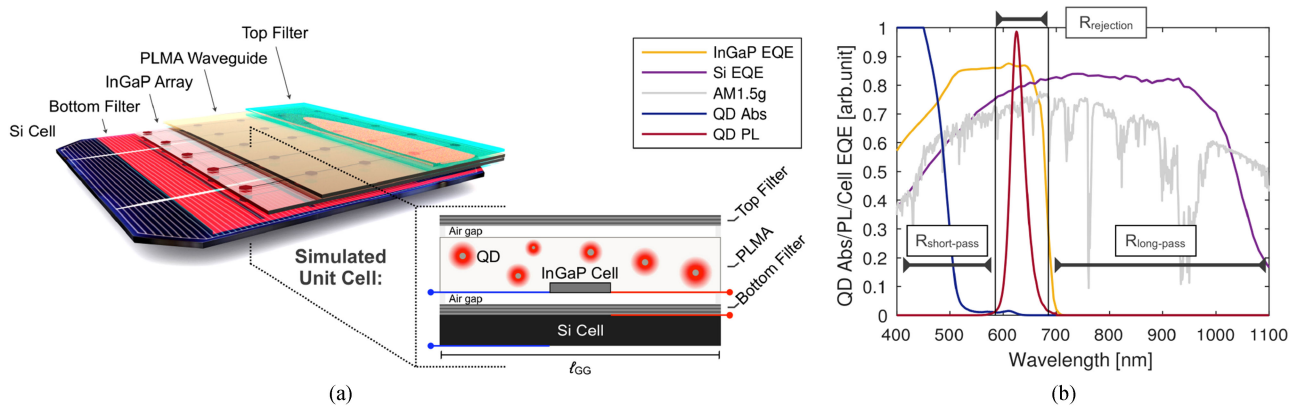 Top Filter
PLMA Waveguide
InGaP Array
Bottom Filter
Si Cell
Simulated
Unit Cell:
Air gap
QD
InGaP Cell
Air gap
Si Cell
Top Filter
PLMA
Bottom Filter
ℓGG
(a)
InGaP EQE
Si EQE
AM1.5g
QD Abs
QD PL
Rrejection
QD Abs/PL/Cell EQE [arb.unit]
1
0.9
0.8
0.7
0.6
0.5
0.4
0.3
0.2
0.1
0
Rshort-pass
Rlong-pass
400 500 600 700 800 900 1000 1100
Wavelength [nm]
(b)